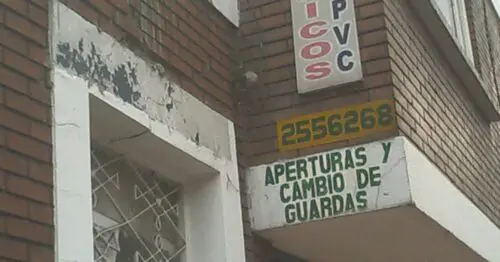 ICOS
PVC
2556268
APERTURAS Y
CAMBIO DE
GUARDAS